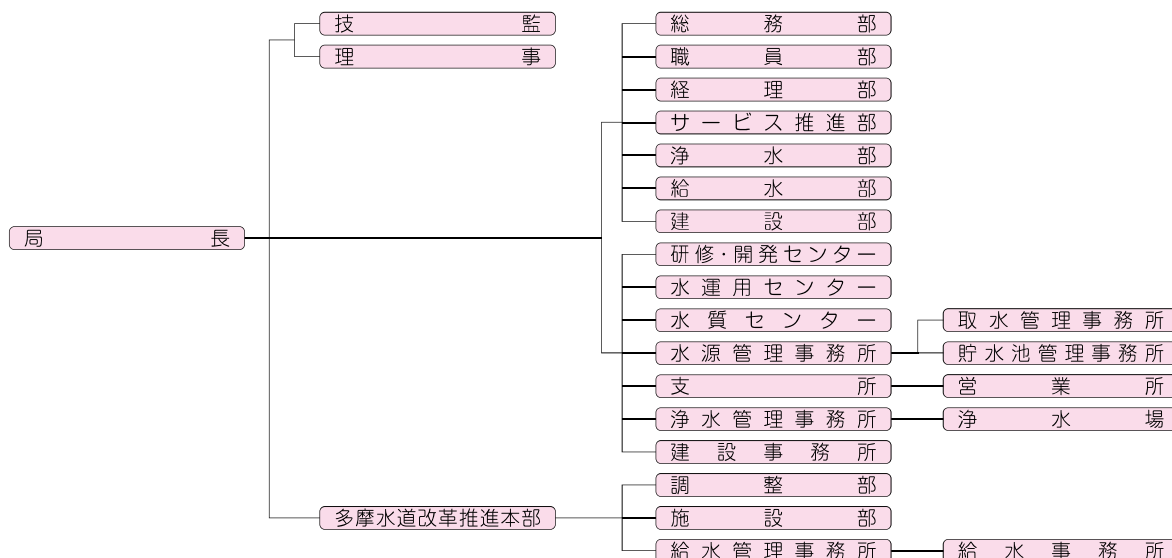 技監
理事
総務部
職員部
経理部
サービス推進部
浄水部
給水部
建設部
局長
研修・開発センター
水運用センター
水質センター
水源管理事務所
取水管理事務所
貯水池管理事務所
支所
営業所
浄水管理事務所
浄水場
建設事務所
多摩水道改革推進本部
調整部
施設部
給水管理事務所
給水事務所